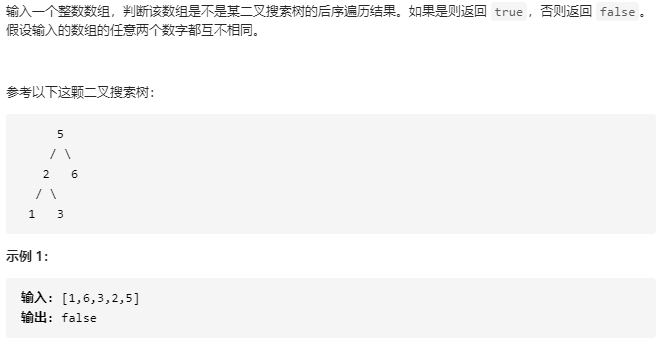 输入一个整数数组，判断该数组是不是某二叉搜索树的后序遍历结果。如果是则返回 true，否则返回 false。
假设输入的数组的任意两个数字都互不相同。
参考以下这颗二叉搜索树：
     5
    / \
   2   6
  / \
 1   3
示例 1：
输入: [1,6,3,2,5]
输出: false